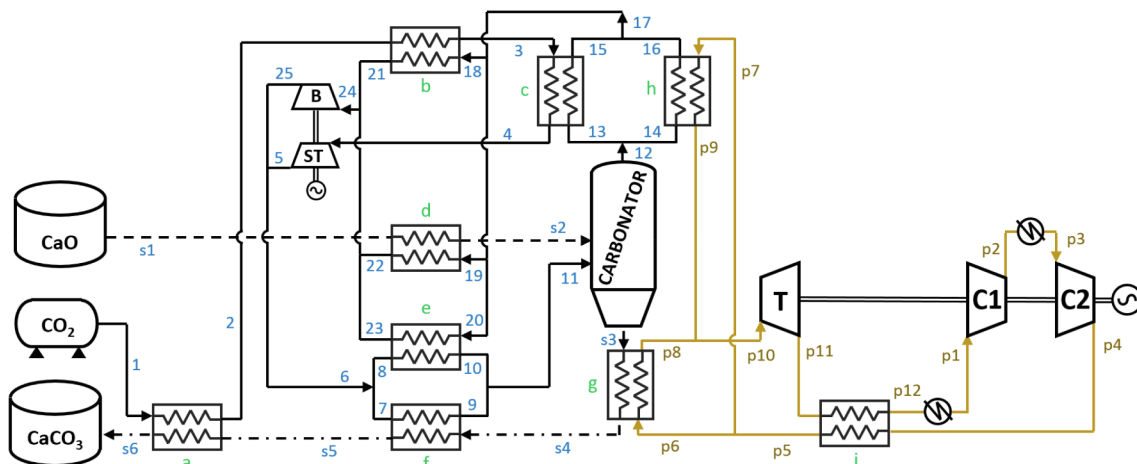 17
3
15
16
p7
25
21
18
b
B
24
c
h
4
13
14
p9
5
ST
12
d
CaO
s1
s2
CARBONATOR
p2
p3
22
19
11
T
C1
C2
e
CO₂
2
23
20
1
s3
p8
p10
p11
p1
p4
6
8
10
g
p12
CaCO₃
7
9
s6
s5
s4
p6
p5
a
f
i